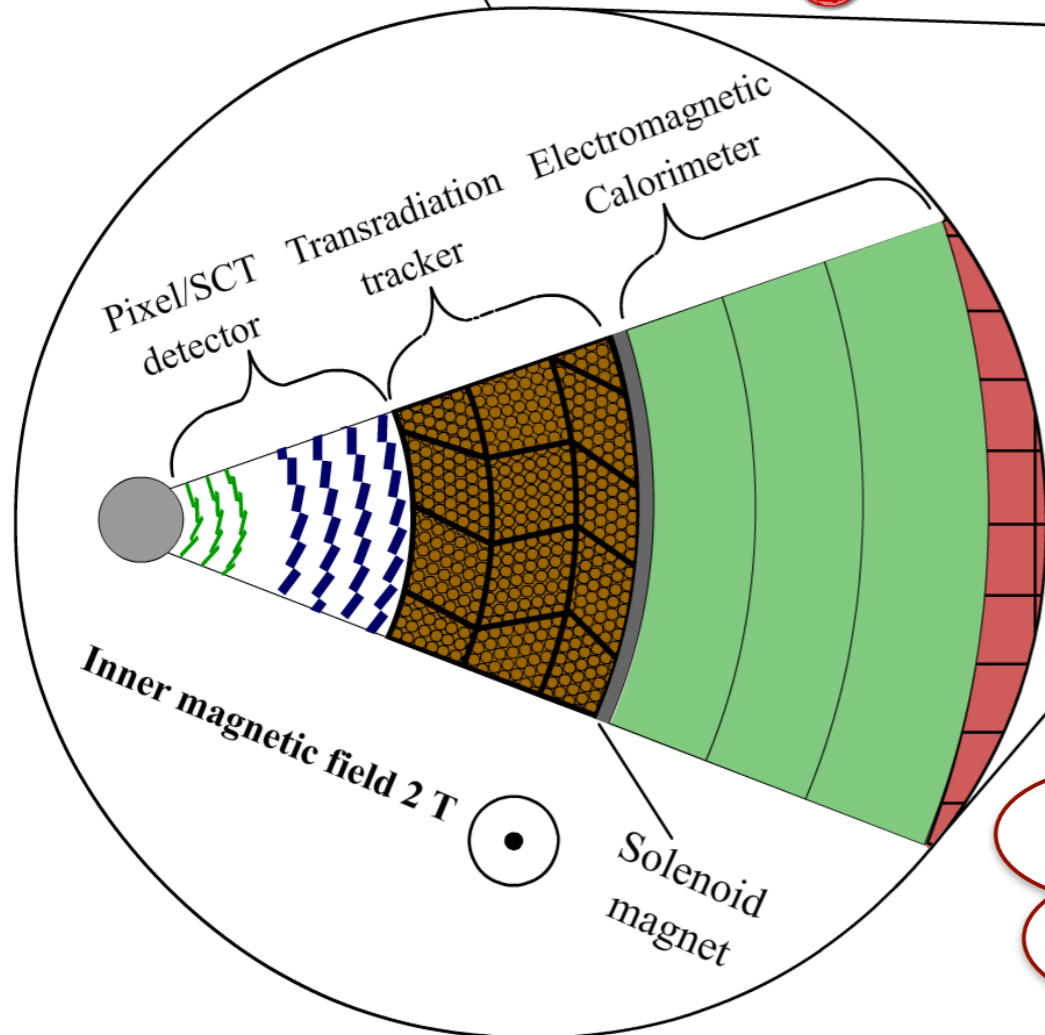 Pixel/SCT
detector
Transradiation
tracker
Electromagnetic
Calorimeter
Inner magnetic field 2 T
Solenoid
magnet